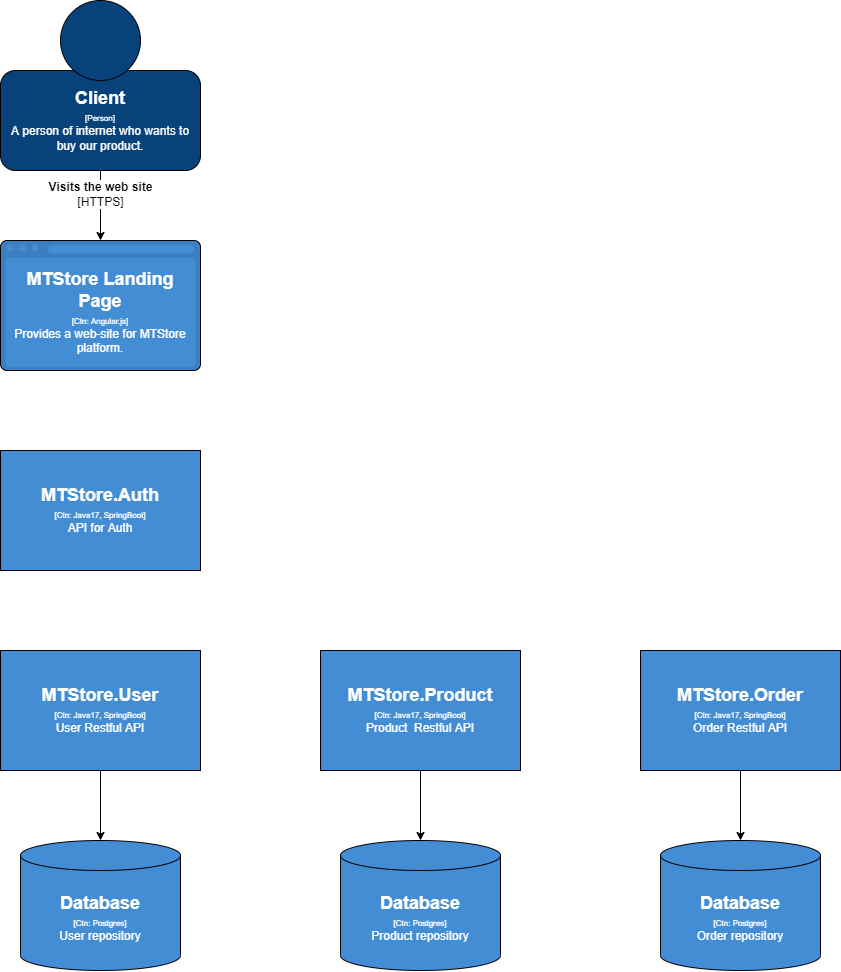 Client
[Person]
A person of internet who wants to
buy our product.
Visits the web site
[HTTPS]
MTStore Landing
Page
[Ctn: Angular.js]
Provides a web-site for MTStore
platform.
MTStore.Auth
[Ctn: Java17, SpringBoot]
API for Auth
MTStore.User
[Ctn: Java17, SpringBoot]
User Restful API
MTStore.Product
[Ctn: Java17, SpringBoot]
Product  Restful API
MTStore.Order
[Ctn: Java17, SpringBoot]
Order Restful API
Database
[Ctn: Postgres]
User repository
Database
[Ctn: Postgres]
Product repository
Database
[Ctn: Postgres]
Order repository